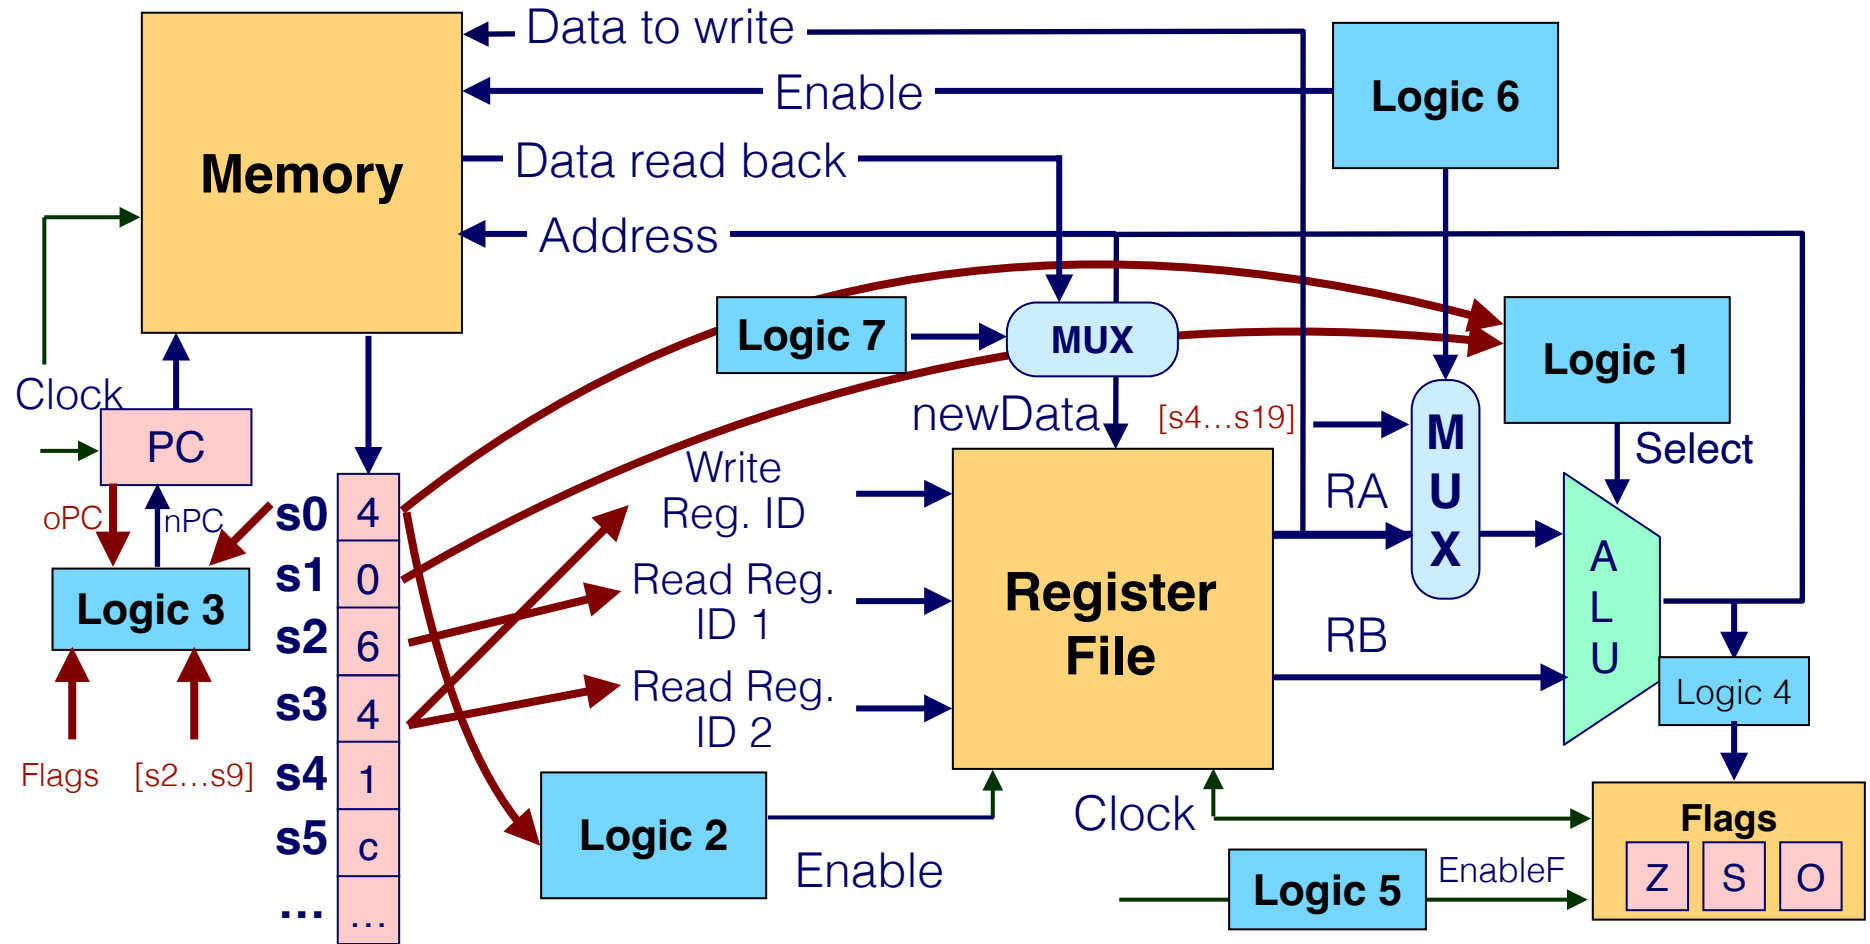 Data to write
Enable
Logic 6
Memory
Data read back
Address
Logic 7
MUX
Logic 1
Clock
newData
[s4...s19]
M
U
X
Select
PC
Write
Reg. ID
RA
oPC
nPC
s0
4
s1
0
Read Reg.
ID 1
Register
File
A
L
U
Logic 3
s2
6
RB
s3
4
Read Reg.
ID 2
Logic 4
Flags
[s2...s9]
s4
1
s5
c
Logic 2
Enable
Clock
Flags
Z
S
O
Logic 5
EnableF
...
...